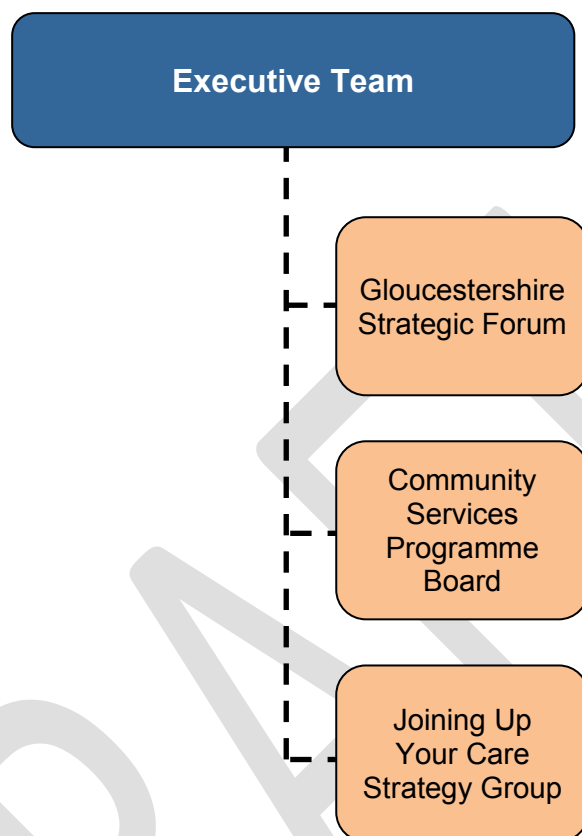 Executive Team
Gloucestershire
Strategic Forum
Community
Services
Programme
Board
Joining Up
Your Care
Strategy Group